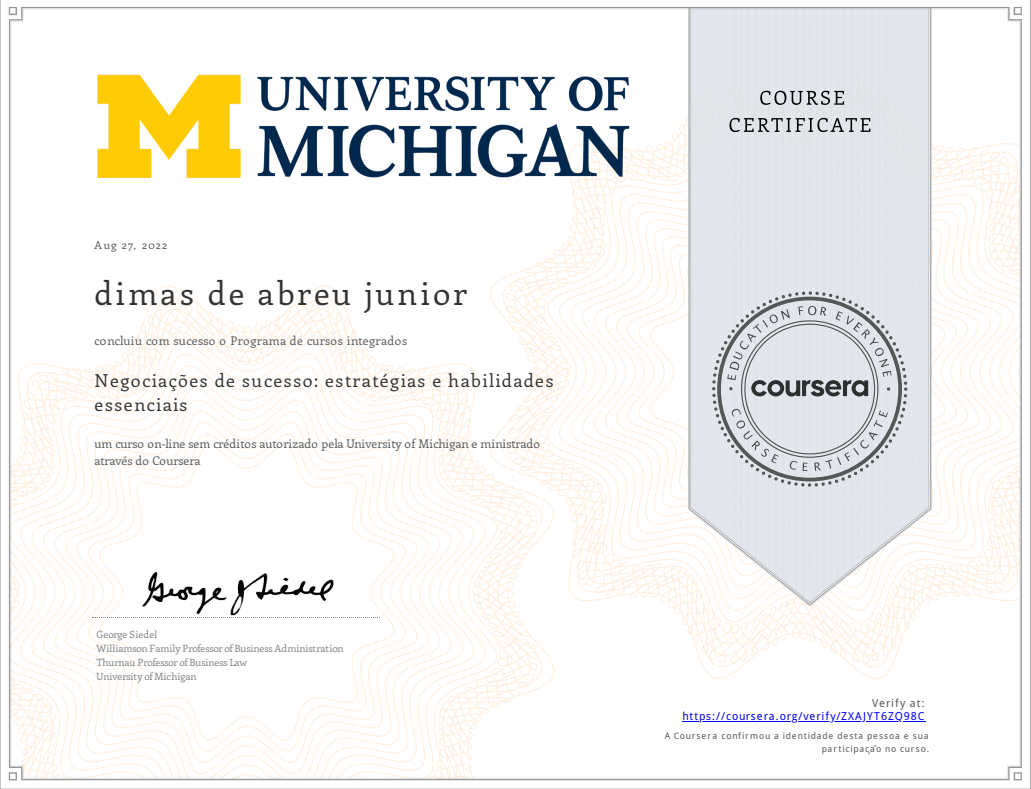 UNIVERSITY OF
MICHIGAN
COURSE
CERTIFICATE
Aug 27, 2022
dimas de abreu junior
concluiu com sucesso o Programa de cursos integrados
Negociações de sucesso: estratégias e habilidades
essenciais
um curso on-line sem créditos autorizado pela University of Michigan e ministrado
através do Coursera
EDUCATION FOR EVERYONE
coursera
COURSE CERTIFICATE
George J Siedel
George Siedel
Williamson Family Professor of Business Administration
Thurnau Professor of Business Law
University of Michigan
Verify at:
https://coursera.org/verify/ZXAJYT6ZQ98C
A Coursera confirmou a identidade desta pessoa e sua
participação no curso.